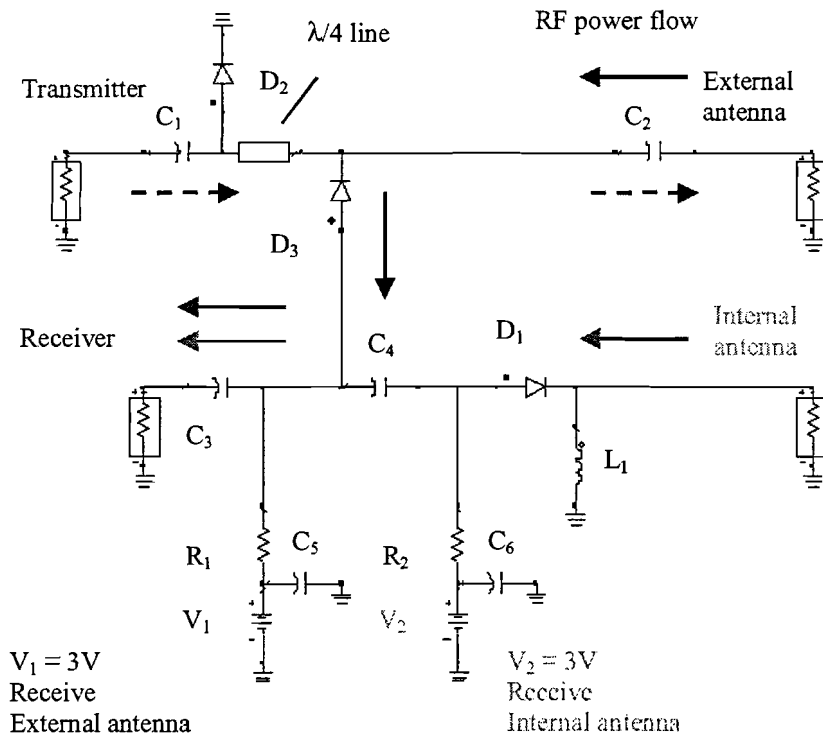 λ/4 line
RF power flow
Transmitter
D₂
External
antenna
C₁
C₂
D₃
Receiver
C₄
D₁
Internal
antenna
C₃
L₁
R₁
C₅
R₂
C₆
V₁
V₂
V₁ = 3V
Receive
External antenna
V₂ = 3V
Receive
Internal antenna